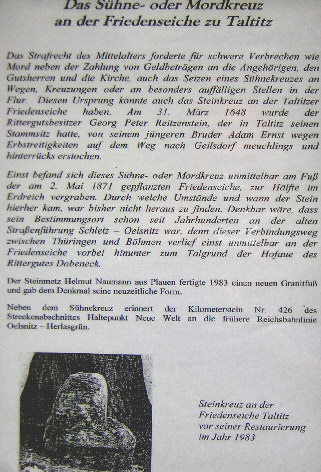 Das Sühne- oder Mordkreuz
an der Friedenseiche zu Taltitz
Das Strafrecht des Mittelalters forderte für schwere Verbrechen wie
Mord neben der Zahlung von Geldbeträgen an die Angehörigen, den
Gutsherren und die Kirche, auch das Setzen eines Sühnekreuzes an
Wegen, Kreuzungen oder an besonders auffälligen Stellen in der
Flur. Diesen Ursprung könnte auch das Steinkreuz an der Taltitzer
Friedenseiche haben. Am 31. März 1648 wurde der
Rittergutsbesitzer Georg Peter Reitzenstein, der in Taltitz seinen
Stammsitz hatte, von seinem jüngeren Bruder Adam Ernst wegen
Erbstreitigkeiten auf dem Weg nach Geilsdorf meuchlings und
hinterrücks erstochen.
Einst befand sich dieses Sühne- oder Mordkreuz unmittelbar am Fuß
der am 2. Mai 1871 gepflanzten Friedenseiche, zur Hälfte im
Erdreich vergraben. Durch welche Umstände und wann der Stein
hierher kam, war bisher nicht heraus zu finden. Denkbar wäre, dass
sein Bestimmungsort schon seit Jahrhunderten an der alten
Straßenführung Schleiz – Oelsnitz war, denn dieser Verbindungsweg
zwischen Thüringen und Böhmen verlief einst unmittelbar an der
Friedenseiche vorbei hinunter zum Talgrund der Hofaue des
Rittergutes Dobeneck.
Der Steinmetz Helmut Naumann aus Plauen fertigte 1983 einen neuen Granitfuß
und gab dem Denkmal seine neuzeitliche Form.
Neben dem Sühnekreuz erinnert der Kilometerstein Nr. 426 des
Streckenabschnittes Haltepunkt Neue Welt an die frühere Reichsbahnlinie
Oelsnitz – Herlasgrün.
Steinkreuz an der
Friedenseiche Taltitz
vor seiner Restaurierung
im Jahr 1983